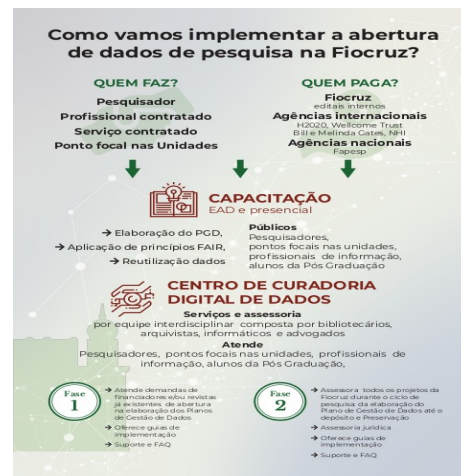 Como vamos implementar a abertura
de dados de pesquisa na Fiocruz?
QUEM FAZ?
Pesquisador
Profissional contratado
Serviço contratado
Ponto focal nas Unidades
QUEM PAGA?
Fiocruz
editais internos
Agências internacionais
H2020, Wellcome Trust
Bill e Melinda Gates, NHI
Agências nacionais
Fapesp
CAPACITAÇÃO
EAD e presencial
→ Elaboração do PGD,
→ Aplicação de princípios FAIR,
→ Reutilização dados
Públicos
Pesquisadores,
pontos focais nas unidades,
profissionais de informação,
alunos da Pós Graduação
CENTRO DE CURADORIA
DIGITAL DE DADOS
Serviços e assessoria
por equipe interdisciplinar composta por bibliotecários,
arquivistas, informáticos e advogados
Atende
Pesquisadores, pontos focais nas unidades, profissionais de
informação, alunos da Pós Graduação,
Fase
1
→ Atende demandas de
financiadores e/ou revistas
já existentes de abertura
na elaboração dos Planos
de Gestão de Dados
→ Oferece guias de
implementação
→ Suporte e FAQ
Fase
2
→ Assessora todos os projetos da
Fiocruz durante o ciclo de
pesquisa: da elaboração do
Plano de Gestão de Dados até o
depósito e Preservação
→ Assessoria jurídica
→ Oferece guias de
implementação
→ Suporte e FAQ